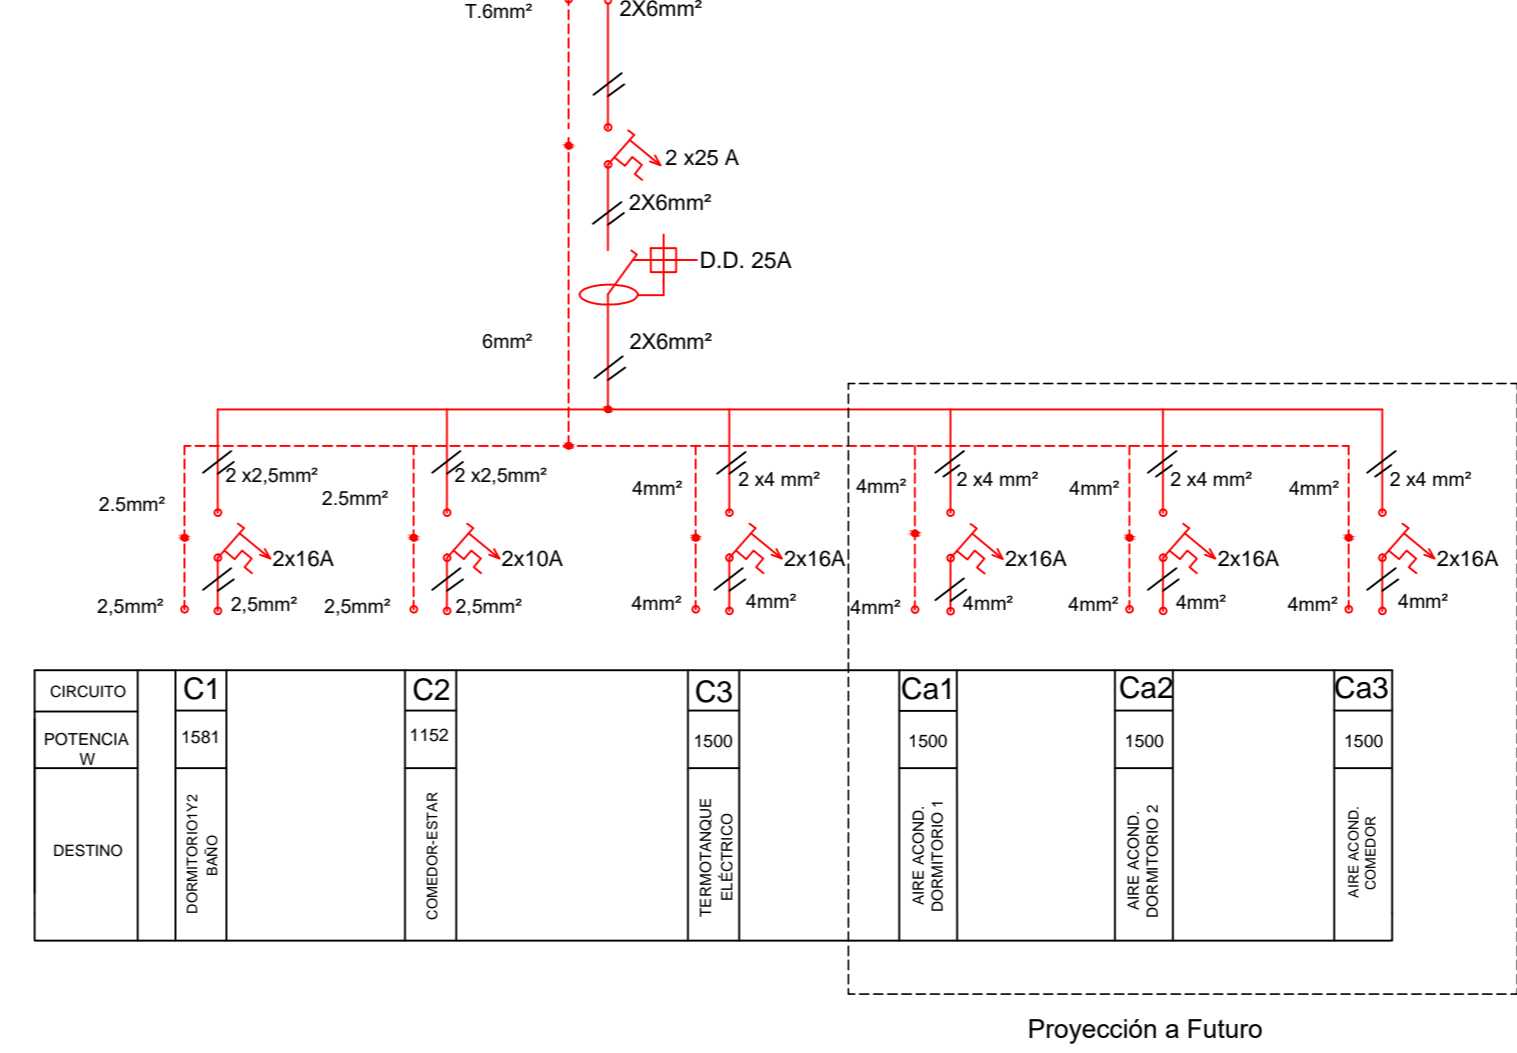 T.6mm²
2X6mm²
2 x25 A
2X6mm²
D.D. 25A
6mm²
2X6mm²
2 x2,5mm²
2 x2,5mm²
2 x4 mm²
2 x4 mm²
2 x4 mm²
2 x4 mm²
2.5mm²
2.5mm²
4mm²
4mm²
4mm²
4mm²
2x16A
2x10A
2x16A
2x16A
2x16A
2x16A
2,5mm²
2,5mm²
2,5mm²
2,5mm²
4mm²
4mm²
4mm²
4mm²
4mm²
4mm²
4mm²
4mm²
CIRCUITO
C1
C2
C3
Ca1
Ca2
Ca3
POTENCIA
W
1581
1152
1500
1500
1500
1500
DESTINO
DORMITORIO1Y2
BAÑO
COMEDOR-ESTAR
TERMOTANQUE
ELÉCTRICO
AIRE ACOND.
DORMITORIO 1
AIRE ACOND.
DORMITORIO 2
AIRE ACOND.
COMEDOR
Proyección a Futuro